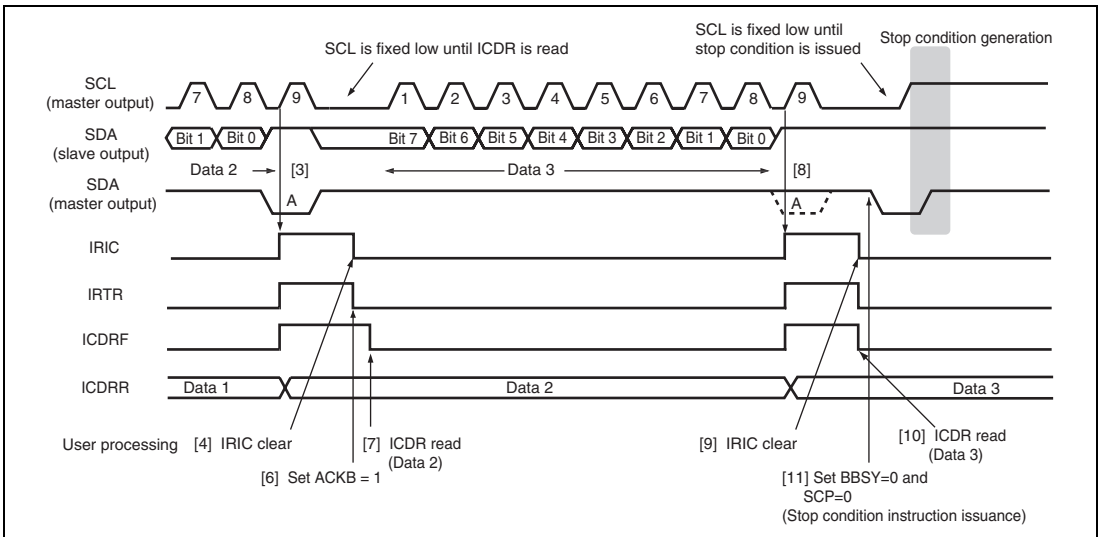 SCL is fixed low until ICDR is read
SCL is fixed low until
stop condition is issued
Stop condition generation
SCL
(master output)
7 8 9 1 2 3 4 5 6 7 8 9
SDA
(slave output)
Bit 1 Bit 0 Bit 7 Bit 6 Bit 5 Bit 4 Bit 3 Bit 2 Bit 1 Bit 0
Data 2 [3] Data 3 [8]
SDA
(master output)
A A
IRIC
IRTR
ICDRF
ICDRR
Data 1 Data 2 Data 3
User processing
[4] IRIC clear
[7] ICDR read
(Data 2)
[6] Set ACKB = 1
[9] IRIC clear
[10] ICDR read
(Data 3)
[11] Set BBSY=0 and
SCP=0
(Stop condition instruction issuance)